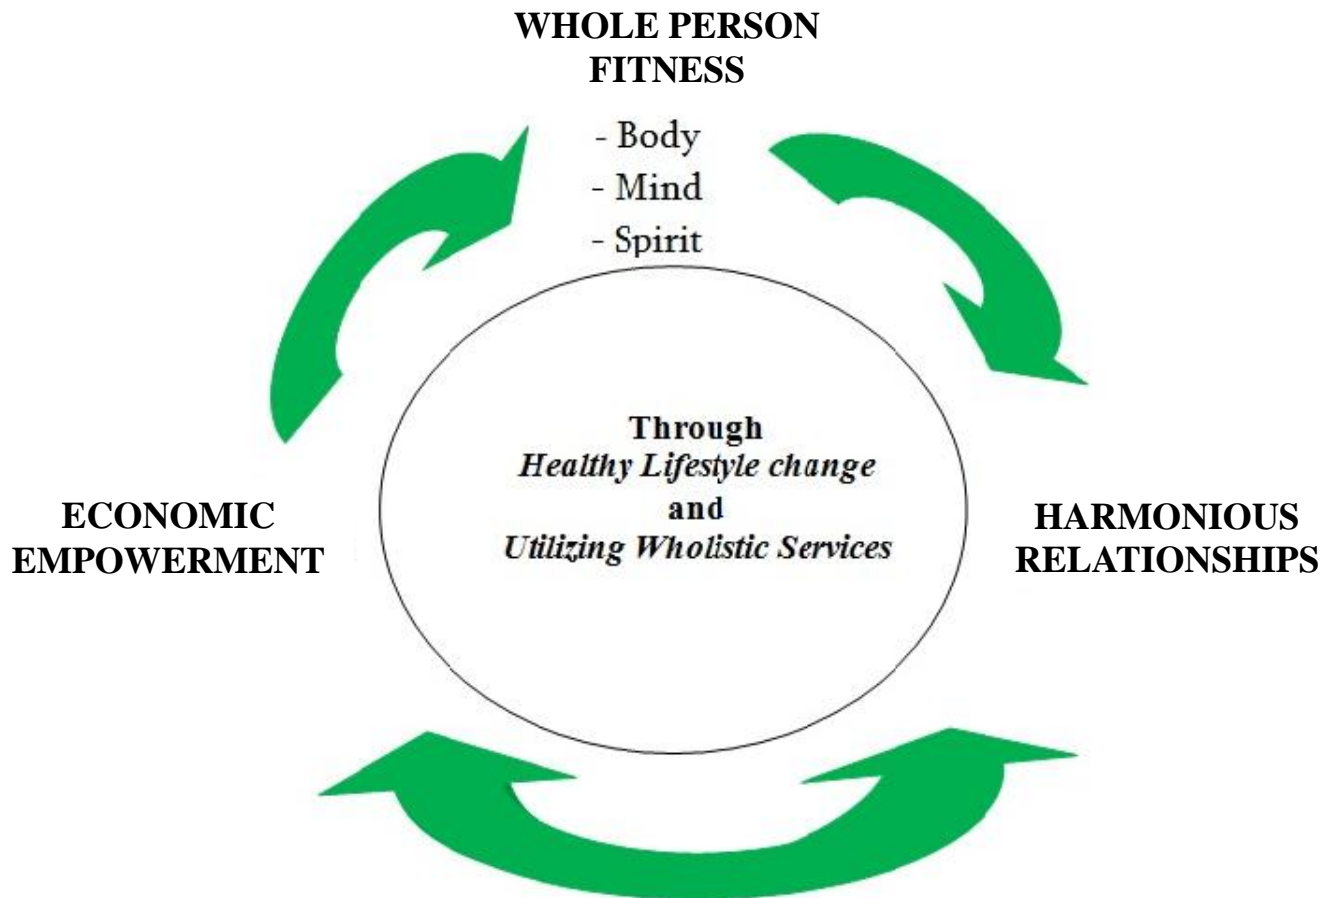 WHOLE PERSON
FITNESS
- Body
- Mind
- Spirit
Through
Healthy Lifestyle change
and
Utilizing Wholistic Services
ECONOMIC
EMPOWERMENT
HARMONIOUS
RELATIONSHIPS